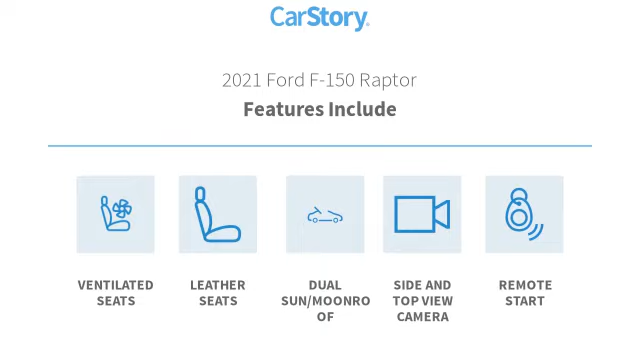 CarStory®
2021 Ford F-150 Raptor
Features Include
VENTILATED
SEATS
LEATHER
SEATS
DUAL
SUN/MOONRO
OF
SIDE AND
TOP VIEW
CAMERA
REMOTE
START